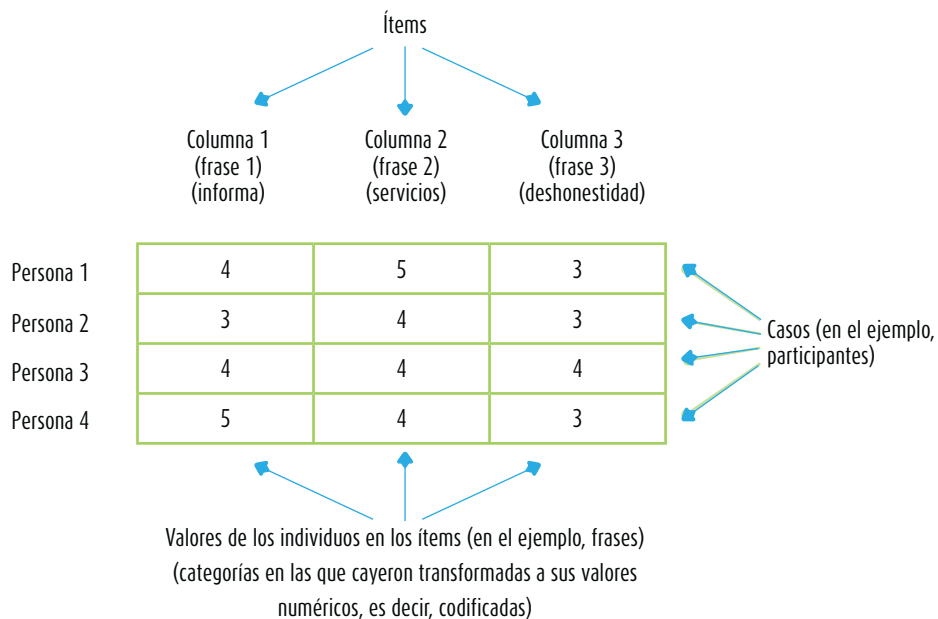 Ítems
Columna 1 Columna 2 Columna 3
(frase 1) (frase 2) (frase 3)
(informa) (servicios) (deshonestidad)
Persona 1 4 5 3
Persona 2 3 4 3
Persona 3 4 4 4
Persona 4 5 4 3
Casos (en el ejemplo,
participantes)
Valores de los individuos en los ítems (en el ejemplo, frases)
(categorías en las que cayeron transformadas a sus valores
numéricos, es decir, codificadas)